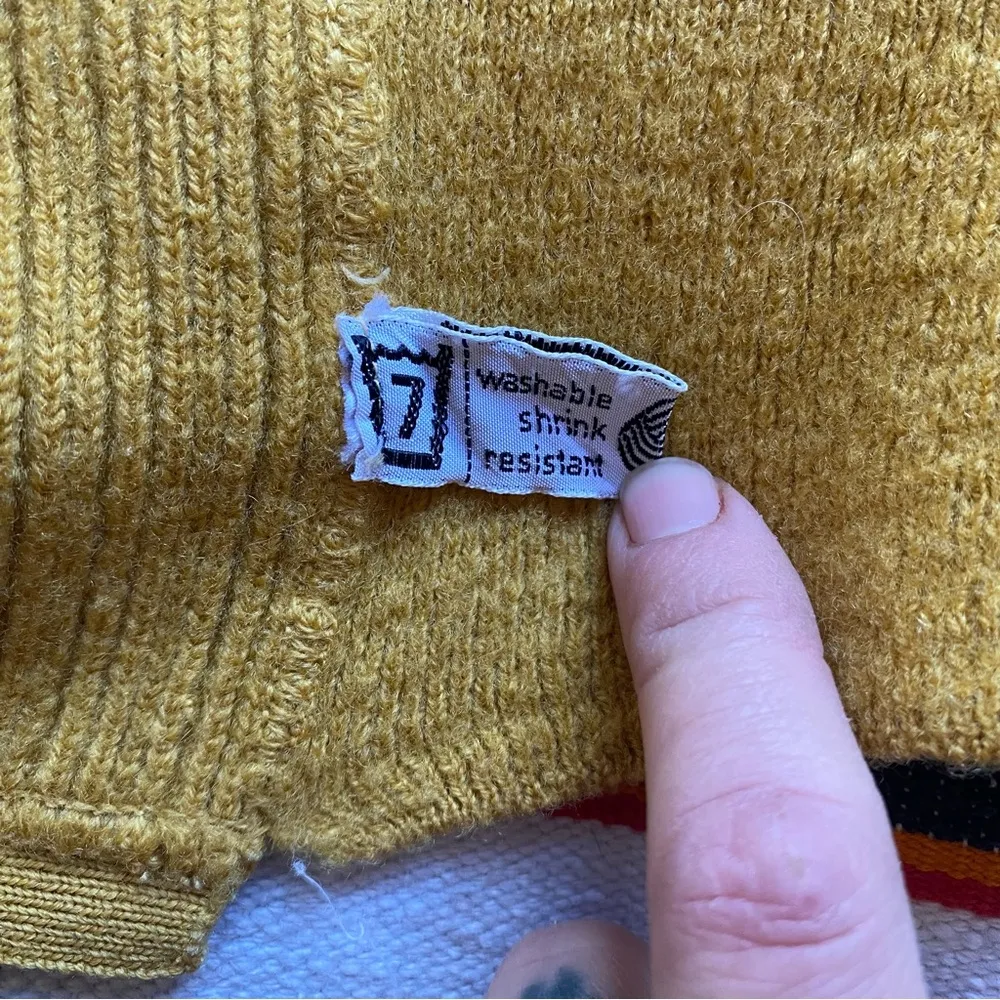 7
washable
shrink
resistant